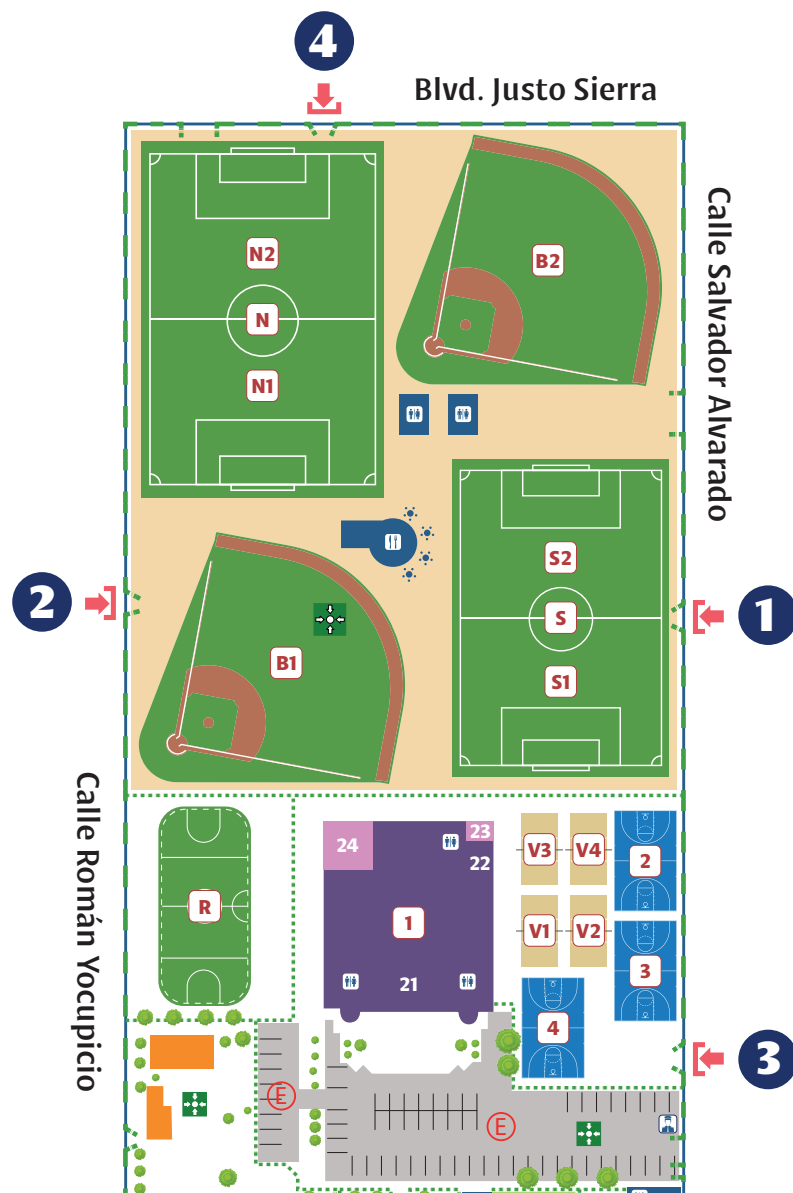 4
Blvd. Justo Sierra
Calle Salvador Alvarado
N2
B2
N
N1
S2
2
S
1
B1
S1
Calle Román Yocupicio
24
23
22
V3
V4
2
R
1
V1
V2
3
21
4
3
E
E